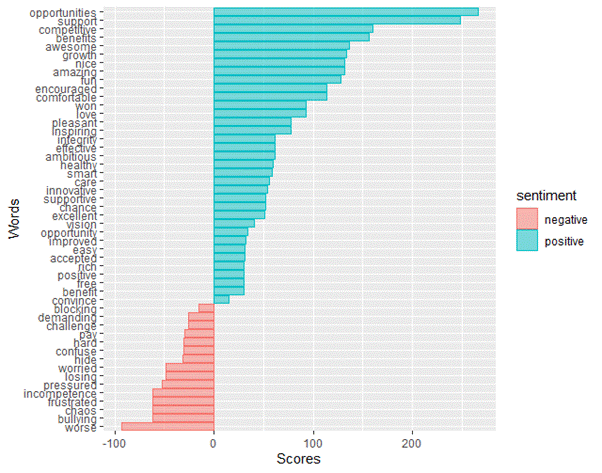 opportunities
support
competitive
benefits
awesome
growth
nice
amazing
fun
encouraged
comfortable
won
love
pleasant
Inspiring
integrity
effective
ambitious
healthy
smart
care
innovative
supportive
chance
excellent
vision
opportunity
improved
easy
accepted
rich
positive
free
benefit
convince
blocking
demanding
challenge
pay
hard
confuse
hide
worried
losing
pressured
incompetence
frustrated
chaos
bullying
worse
Words
-100 0 100 200
Scores
sentiment
negative
positive